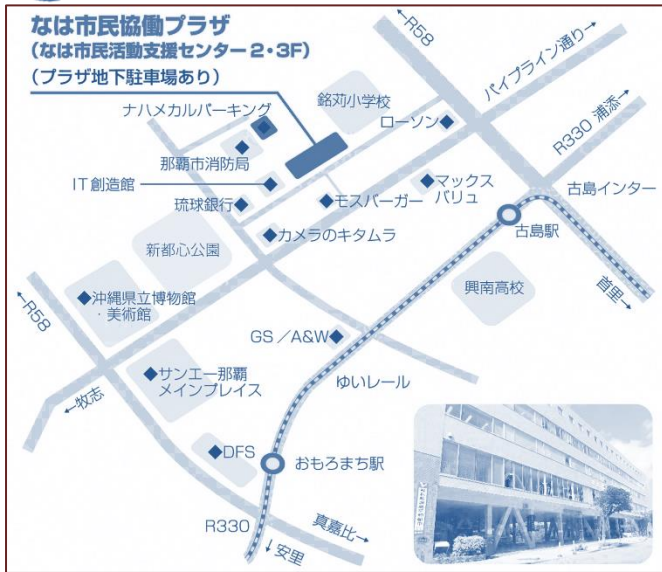 なは市民協働プラザ
(なは市民活動支援センター2・3F)
(プラザ地下駐車場あり)
ナハメカルパーキング
銘苅小学校
ローソン
←R58
パイプライン通り→
R330 浦添→
那覇市消防局
IT創造館
琉球銀行
モスバーガー
マックス
バリュ
古島インター
カメラのキタムラ
古島駅
新都心公園
興南高校
首里→
←R58
沖縄県立博物館
・美術館
GS/A&W
ゆいレール
サンエー那覇
メインプレイス
←牧志
DFS
おもろまち駅
R330
真嘉比→
↓安里